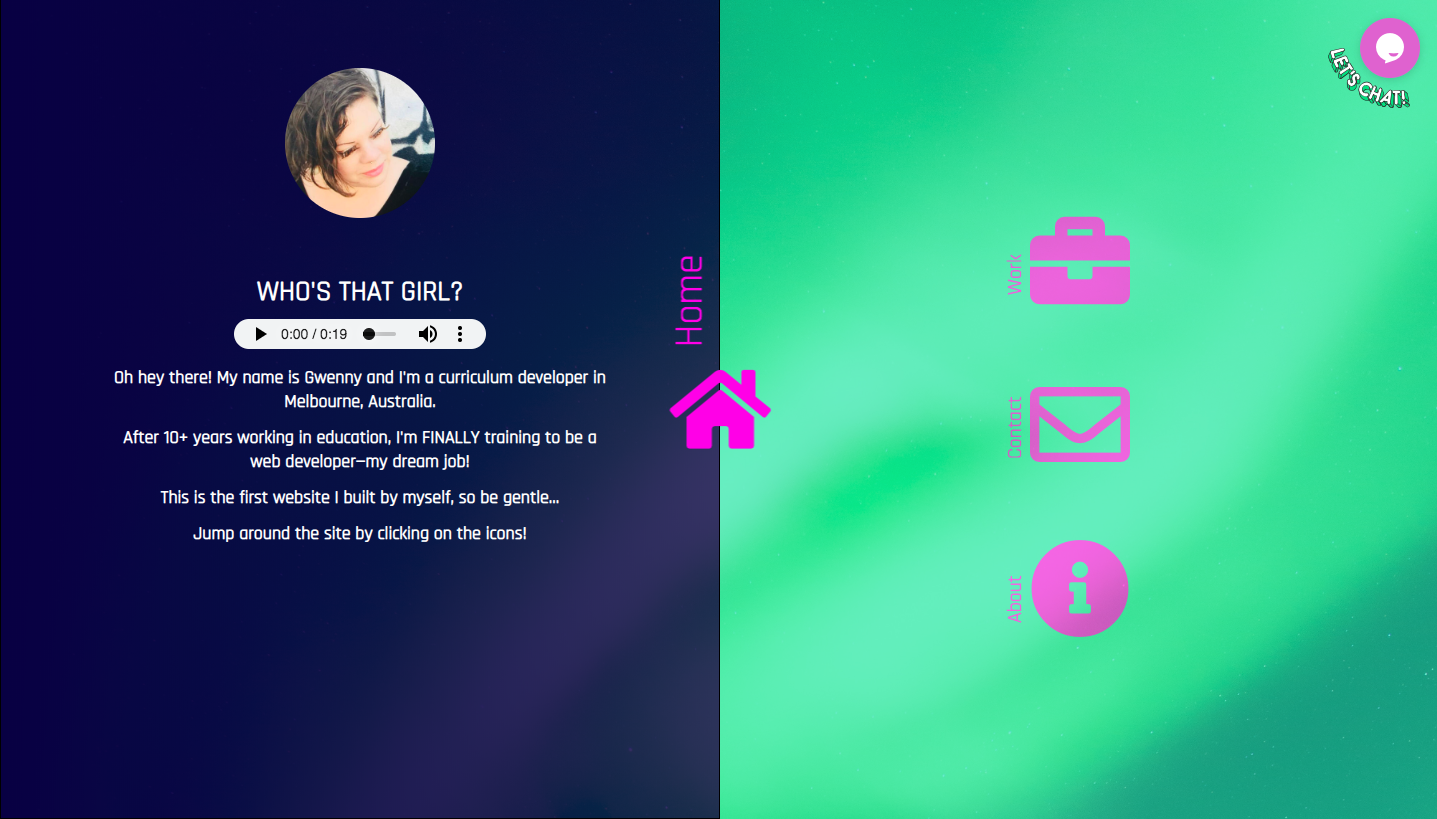 LET'S CHAT!
WHO'S THAT GIRL?
0:00 / 0:19
Oh hey there! My name is Gwenny and I'm a curriculum developer in
Melbourne, Australia.
After 10+ years working in education, I'm FINALLY training to be a
web developer—my dream job!
This is the first website I built by myself, so be gentle...
Jump around the site by clicking on the icons!
Home
Work
Contact
About